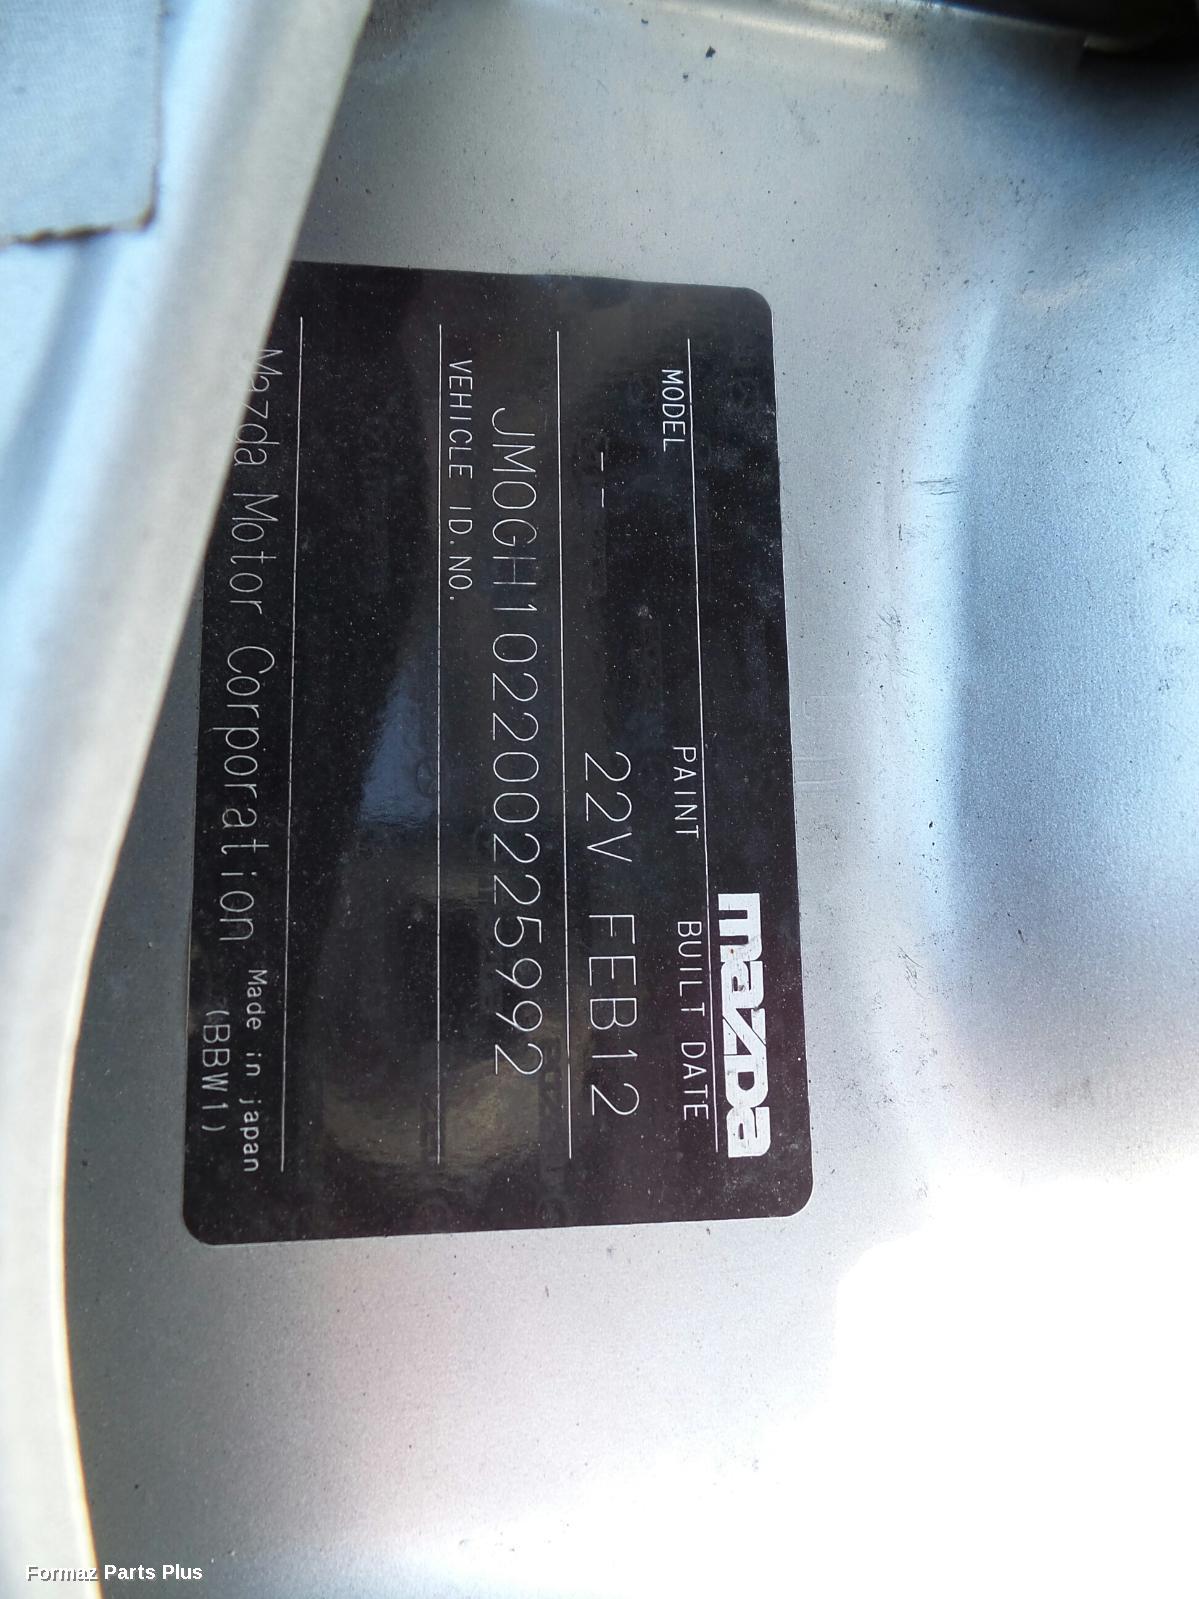 mazda
MODEL PAINT BUILT DATE
-- 22V FEB12
JM0GH102200225992
VEHICLE ID.NO.
Mazda Motor Corporation Made in japan
(BBW1)
Formaz Parts Plus